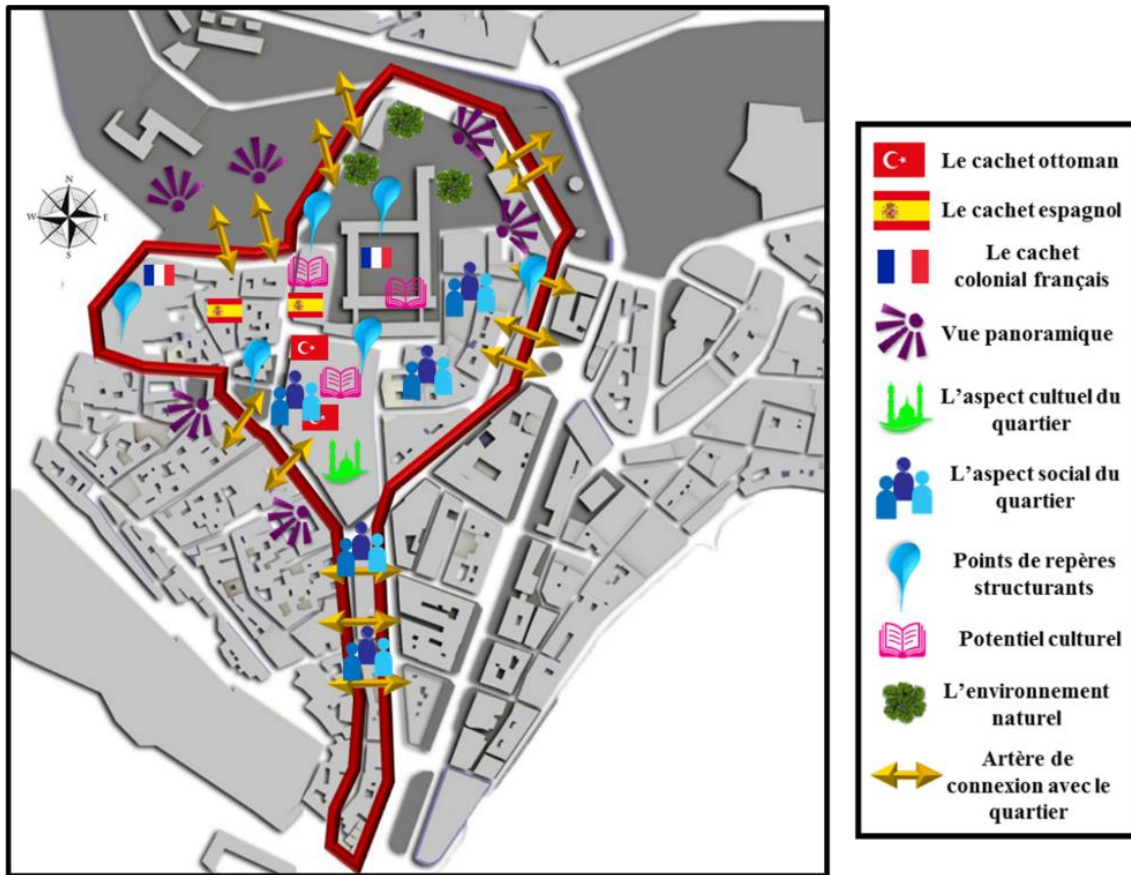 N
W
E
S
Le cachet ottoman
Le cachet espagnol
Le cachet
colonial français
Vue panoramique
L'aspect cultuel du
quartier
L'aspect social du
quartier
Points de repères
structurants
Potentiel culturel
L'environnement
naturel
Artère de
connexion avec le
quartier